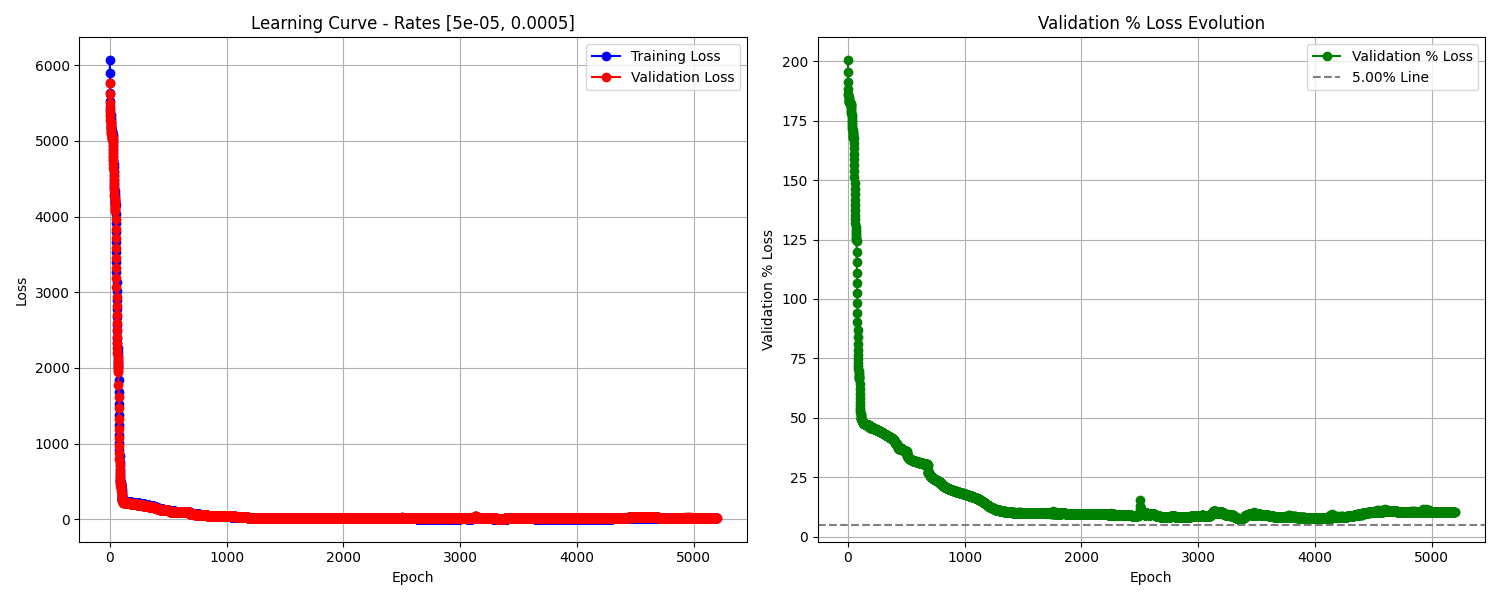 Learning Curve - Rates [5e-05, 0.0005]
Training Loss
Validation Loss
6000
5000
4000
3000
2000
1000
0
Loss
0 1000 2000 3000 4000 5000
Epoch
Validation % Loss Evolution
Validation % Loss
5.00% Line
200
175
150
125
100
75
50
25
0
Validation % Loss
0 1000 2000 3000 4000 5000
Epoch